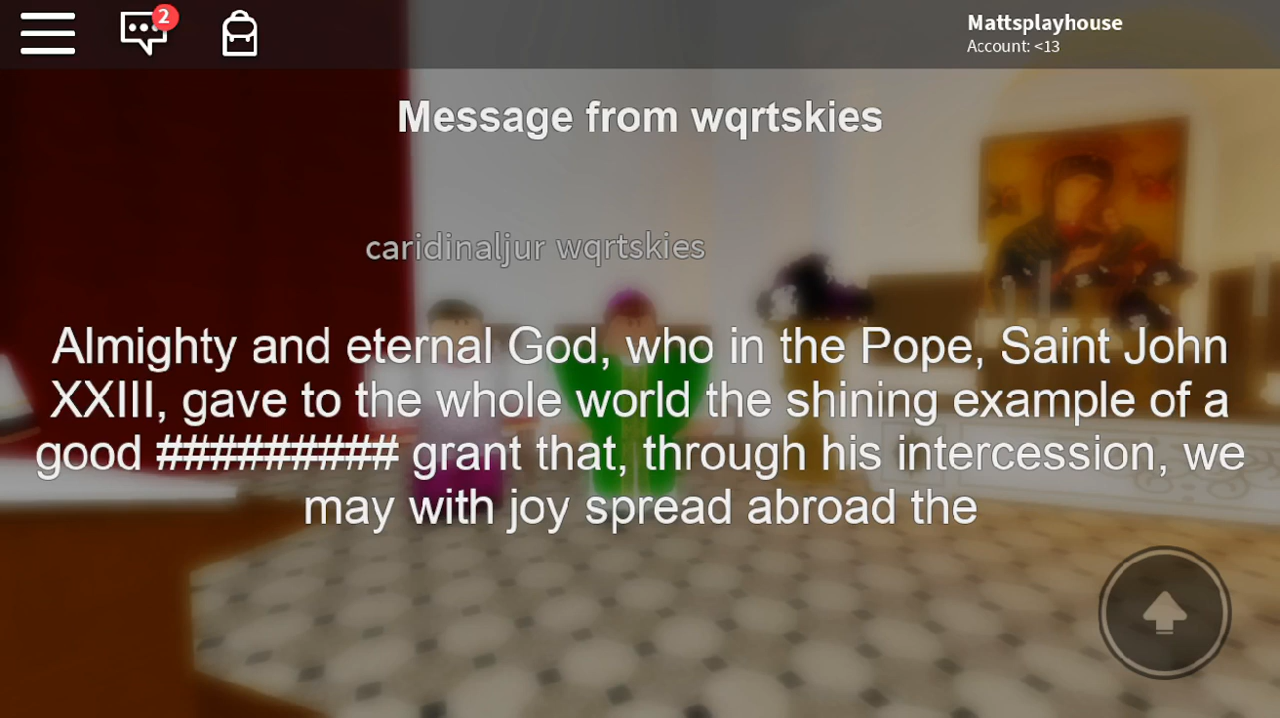 2
Mattsplayhouse
Account: <13
Message from wqrtskies
caridinaljur wqrtskies
Almighty and eternal God, who in the Pope, Saint John
XXIII, gave to the whole world the shining example of a
good ######### grant that, through his intercession, we
may with joy spread abroad the